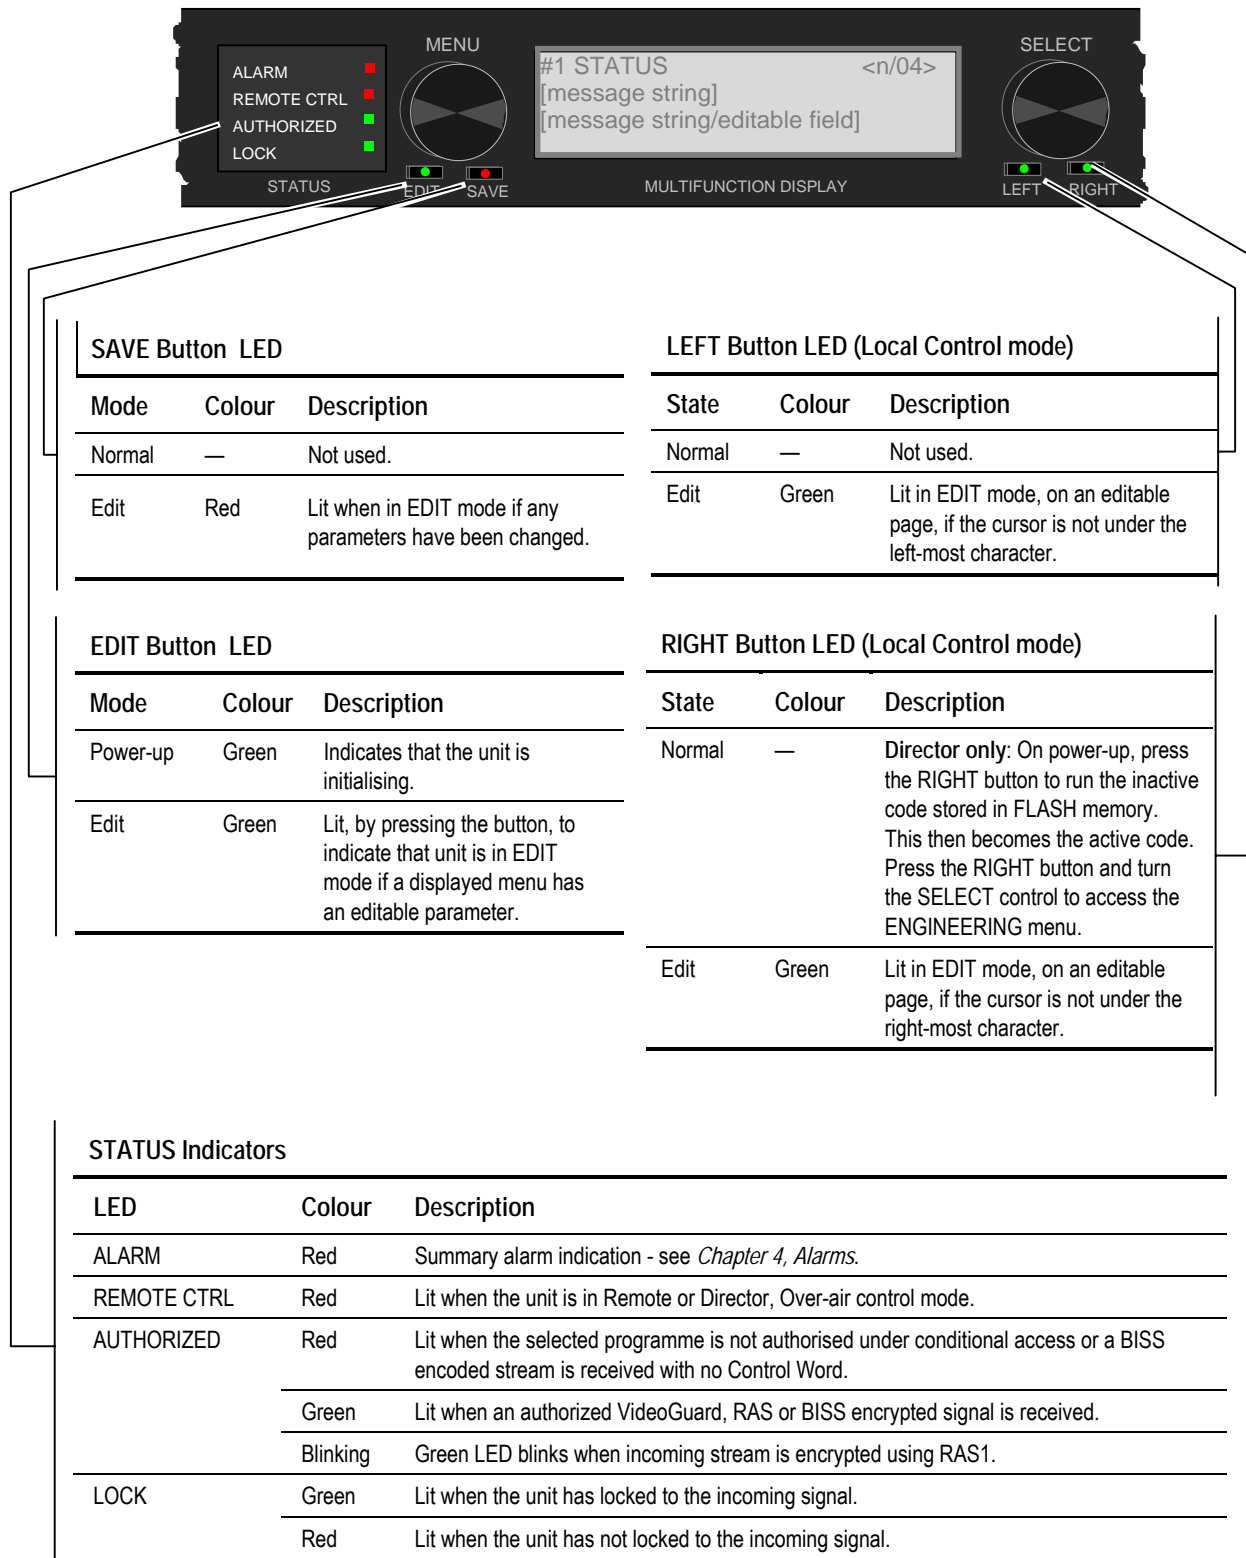 MENU
SELECT
ALARM
REMOTE CTRL
AUTHORIZED
LOCK
#1 STATUS <n/04>
[message string]
[message string/editable field]
STATUS
EDIT
SAVE
MULTIFUNCTION DISPLAY
LEFT
RIGHT
SAVE Button LED
Mode Colour Description
Normal — Not used.
Edit Red Lit when in EDIT mode if any
parameters have been changed.
LEFT Button LED (Local Control mode)
State Colour Description
Normal — Not used.
Edit Green Lit in EDIT mode, on an editable
page, if the cursor is not under the
left-most character.
EDIT Button LED
Mode Colour Description
Power-up Green Indicates that the unit is
initialising.
Edit Green Lit, by pressing the button, to
indicate that unit is in EDIT
mode if a displayed menu has
an editable parameter.
RIGHT Button LED (Local Control mode)
State Colour Description
Normal — Director only: On power-up, press
the RIGHT button to run the inactive
code stored in FLASH memory.
This then becomes the active code.
Press the RIGHT button and turn
the SELECT control to access the
ENGINEERING menu.
Edit Green Lit in EDIT mode, on an editable
page, if the cursor is not under the
right-most character.
STATUS Indicators
LED Colour Description
ALARM Red Summary alarm indication - see Chapter 4, Alarms.
REMOTE CTRL Red Lit when the unit is in Remote or Director, Over-air control mode.
AUTHORIZED Red Lit when the selected programme is not authorised under conditional access or a BISS
encoded stream is received with no Control Word.
Green Lit when an authorized VideoGuard, RAS or BISS encrypted signal is received.
Blinking Green LED blinks when incoming stream is encrypted using RAS1.
LOCK Green Lit when the unit has locked to the incoming signal.
Red Lit when the unit has not locked to the incoming signal.